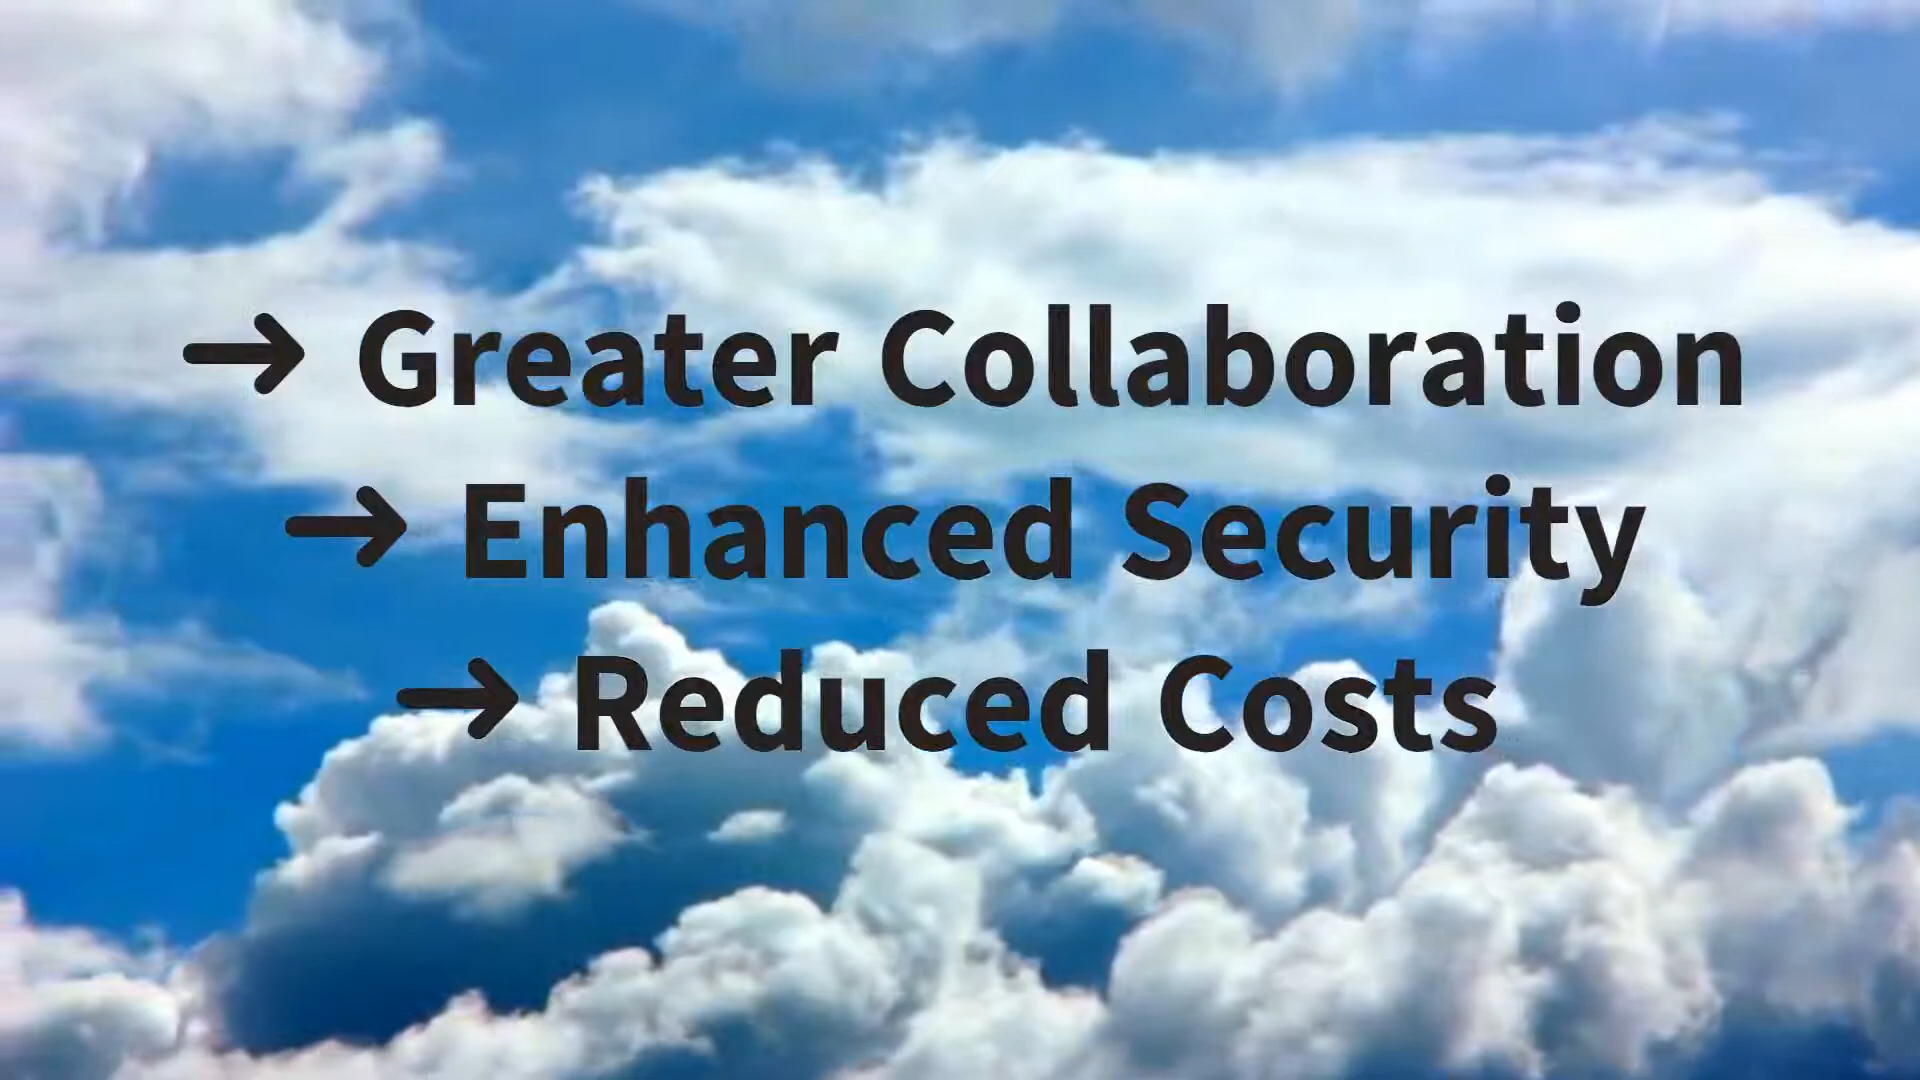 → Greater Collaboration
→ Enhanced Security
→ Reduced Costs